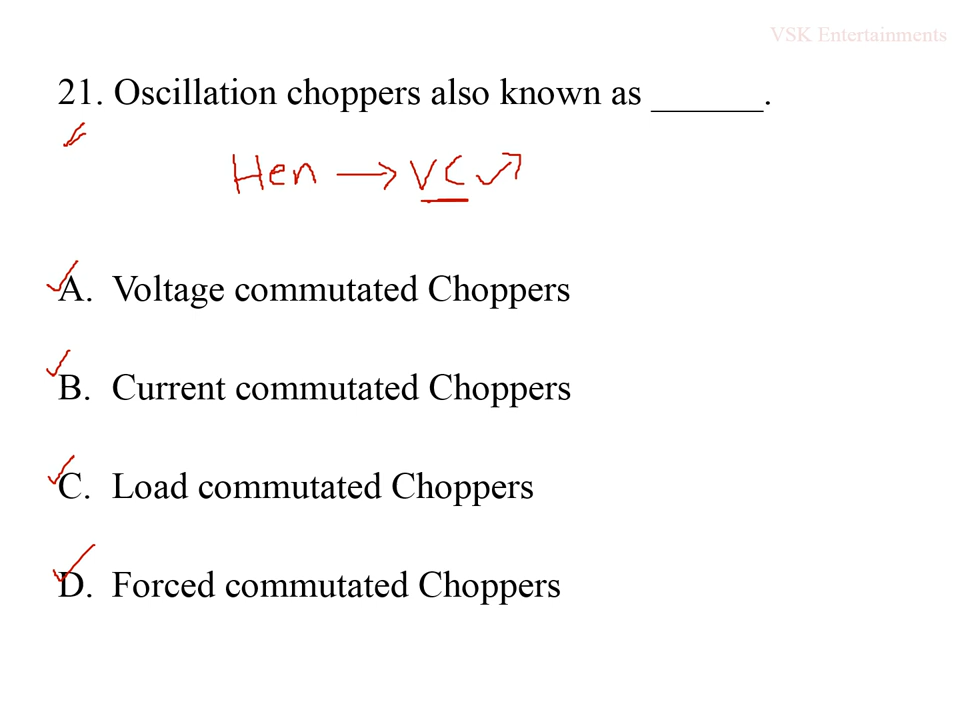 VSK Entertainments
21. Oscillation choppers also known as ______.
Hen → VC
A. Voltage commutated Choppers
B. Current commutated Choppers
C. Load commutated Choppers
D. Forced commutated Choppers